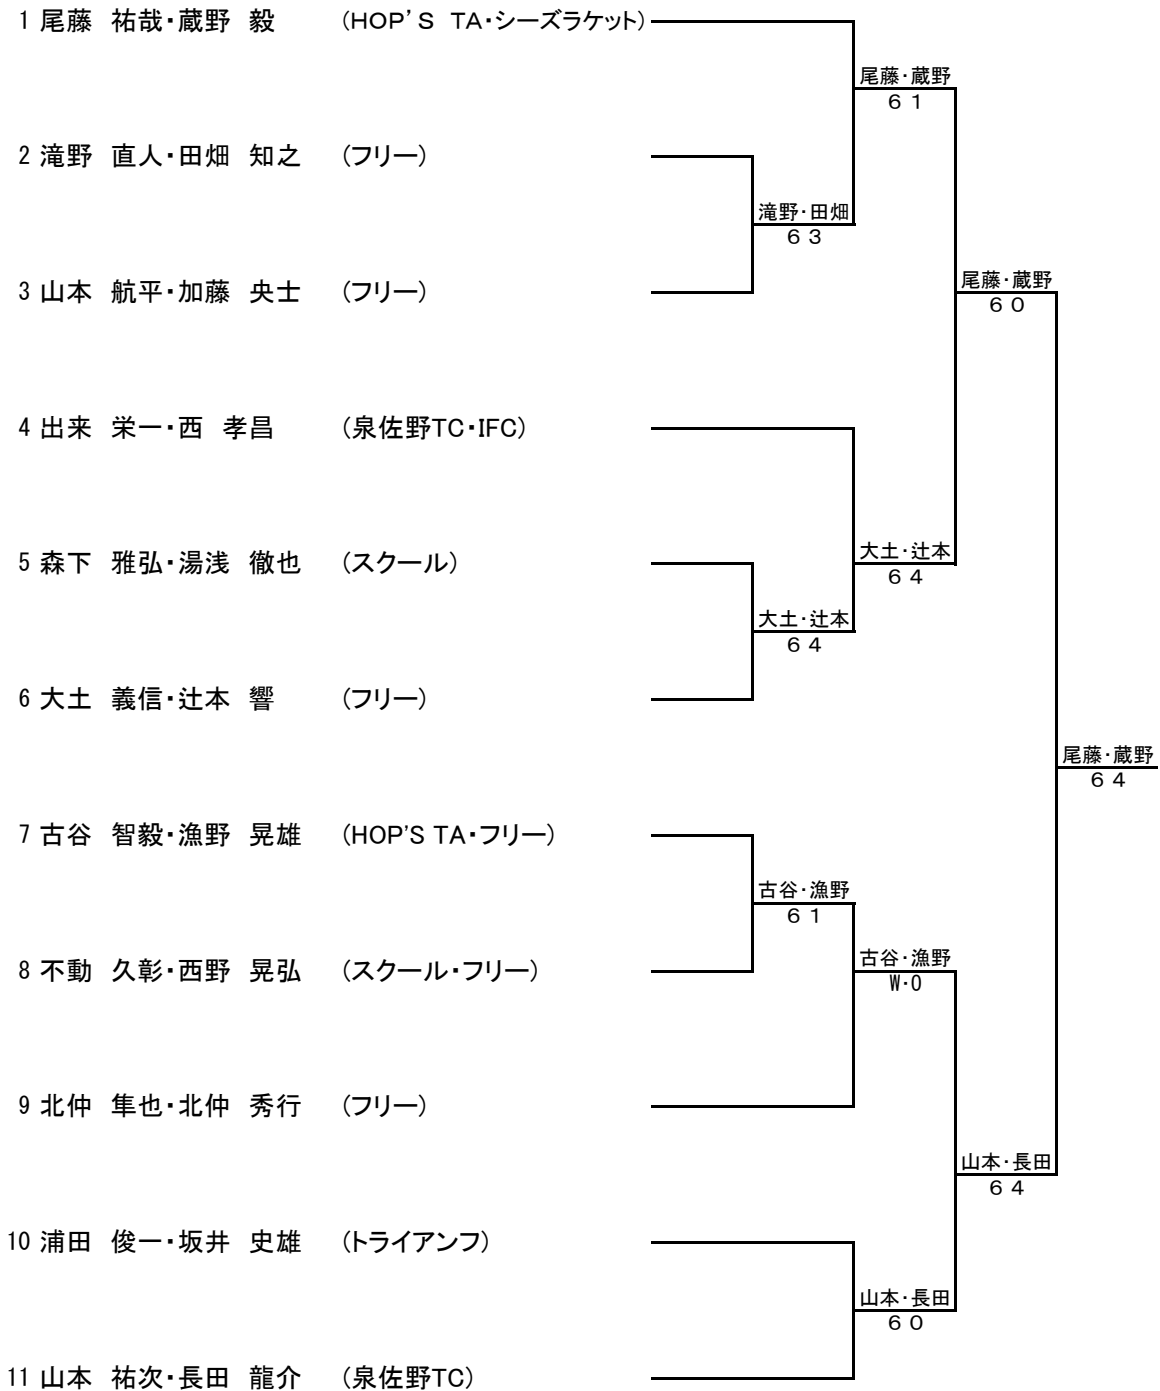 1 尾藤 祐哉・蔵野 毅 (HOP'S TA・シーズラケット)
尾藤・蔵野
6 1
2 滝野 直人・田畑 知之 (フリー)
滝野・田畑
6 3
3 山本 航平・加藤 央士 (フリー)
尾藤・蔵野
6 0
4 出来 栄一・西 孝昌 (泉佐野TC・IFC)
5 森下 雅弘・湯浅 徹也 (スクール)
大土・辻本
6 4
大土・辻本
6 4
6 大土 義信・辻本 響 (フリー)
尾藤・蔵野
6 4
7 古谷 智毅・漁野 晃雄 (HOP'S TA・フリー)
古谷・漁野
6 1
8 不動 久彰・西野 晃弘 (スクール・フリー)
古谷・漁野
W・O
9 北仲 隼也・北仲 秀行 (フリー)
山本・長田
6 4
10 浦田 俊一・坂井 史雄 (トライアンフ)
山本・長田
6 0
11 山本 祐次・長田 龍介 (泉佐野TC)